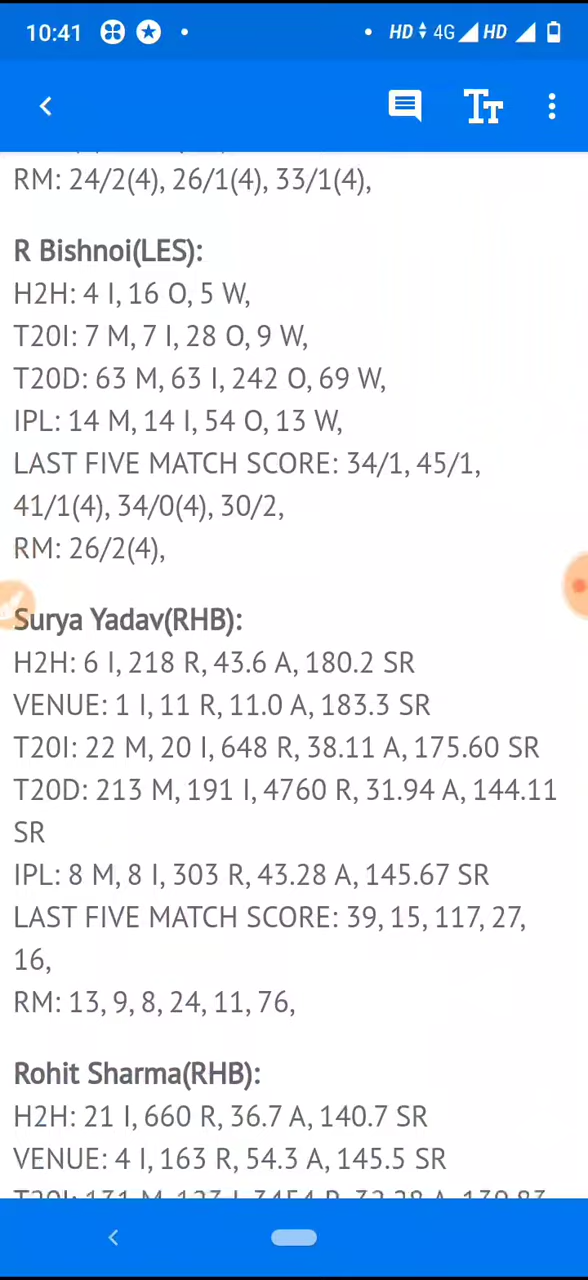 10:41 HD 4G HD
TT
RM: 24/2(4), 26/1(4), 33/1(4),
R Bishnoi(LES):
H2H: 4 I, 16 O, 5 W,
T20I: 7 M, 7 I, 28 O, 9 W,
T20D: 63 M, 63 I, 242 O, 69 W,
IPL: 14 M, 14 I, 54 O, 13 W,
LAST FIVE MATCH SCORE: 34/1, 45/1,
41/1(4), 34/0(4), 30/2,
RM: 26/2(4),
Surya Yadav(RHB):
H2H: 6 I, 218 R, 43.6 A, 180.2 SR
VENUE: 1 I, 11 R, 11.0 A, 183.3 SR
T20I: 22 M, 20 I, 648 R, 38.11 A, 175.60 SR
T20D: 213 M, 191 I, 4760 R, 31.94 A, 144.11
SR
IPL: 8 M, 8 I, 303 R, 43.28 A, 145.67 SR
LAST FIVE MATCH SCORE: 39, 15, 117, 27,
16,
RM: 13, 9, 8, 24, 11, 76,
Rohit Sharma(RHB):
H2H: 21 I, 660 R, 36.7 A, 140.7 SR
VENUE: 4 I, 163 R, 54.3 A, 145.5 SR